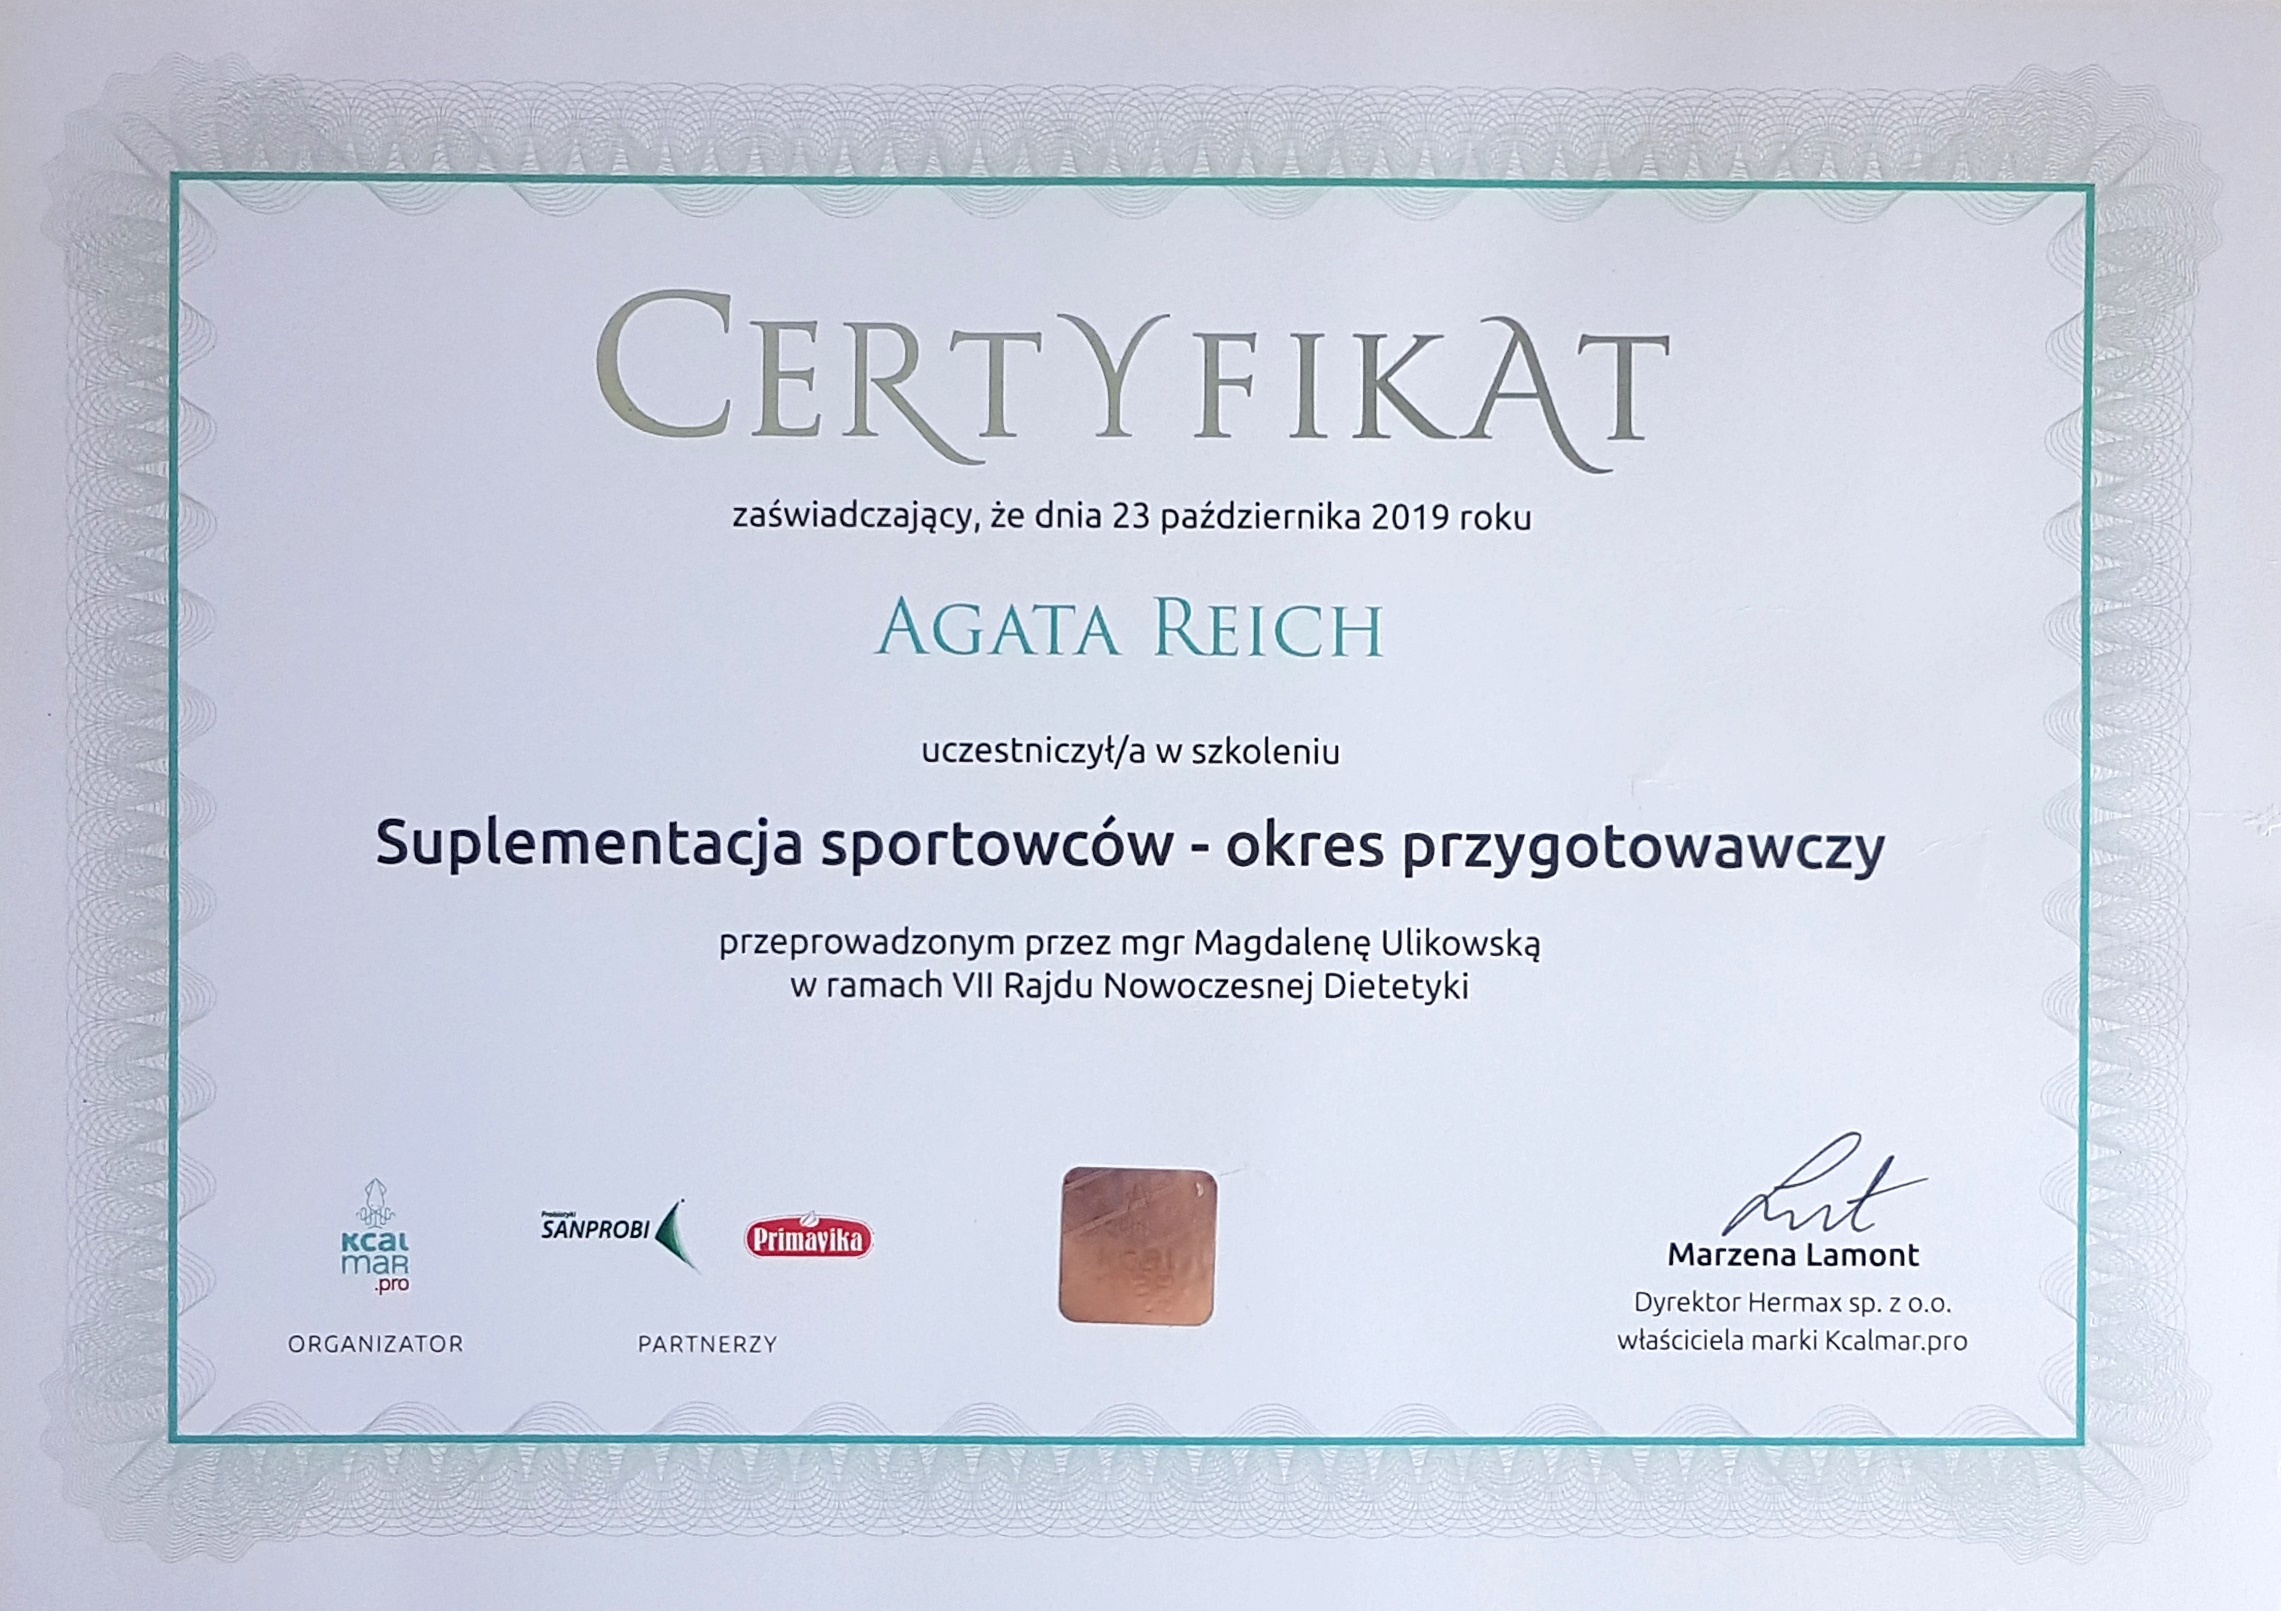 CERTYFIKAT
zaświadczający, że dnia 23 października 2019 roku
AGATA REICH
uczestniczył/a w szkoleniu
Suplementacja sportowców - okres przygotowawczy
przeprowadzonym przez mgr Magdalenę Ulikowską
w ramach VII Rajdu Nowoczesnej Dietetyki
kcal
maR
.pro
ORGANIZATOR
Probiotyki
SANPROBI
Primavika
PARTNERZY
Marzena Lamont
Dyrektor Hermax sp. z o.o.
właściciela marki Kcalmar.pro